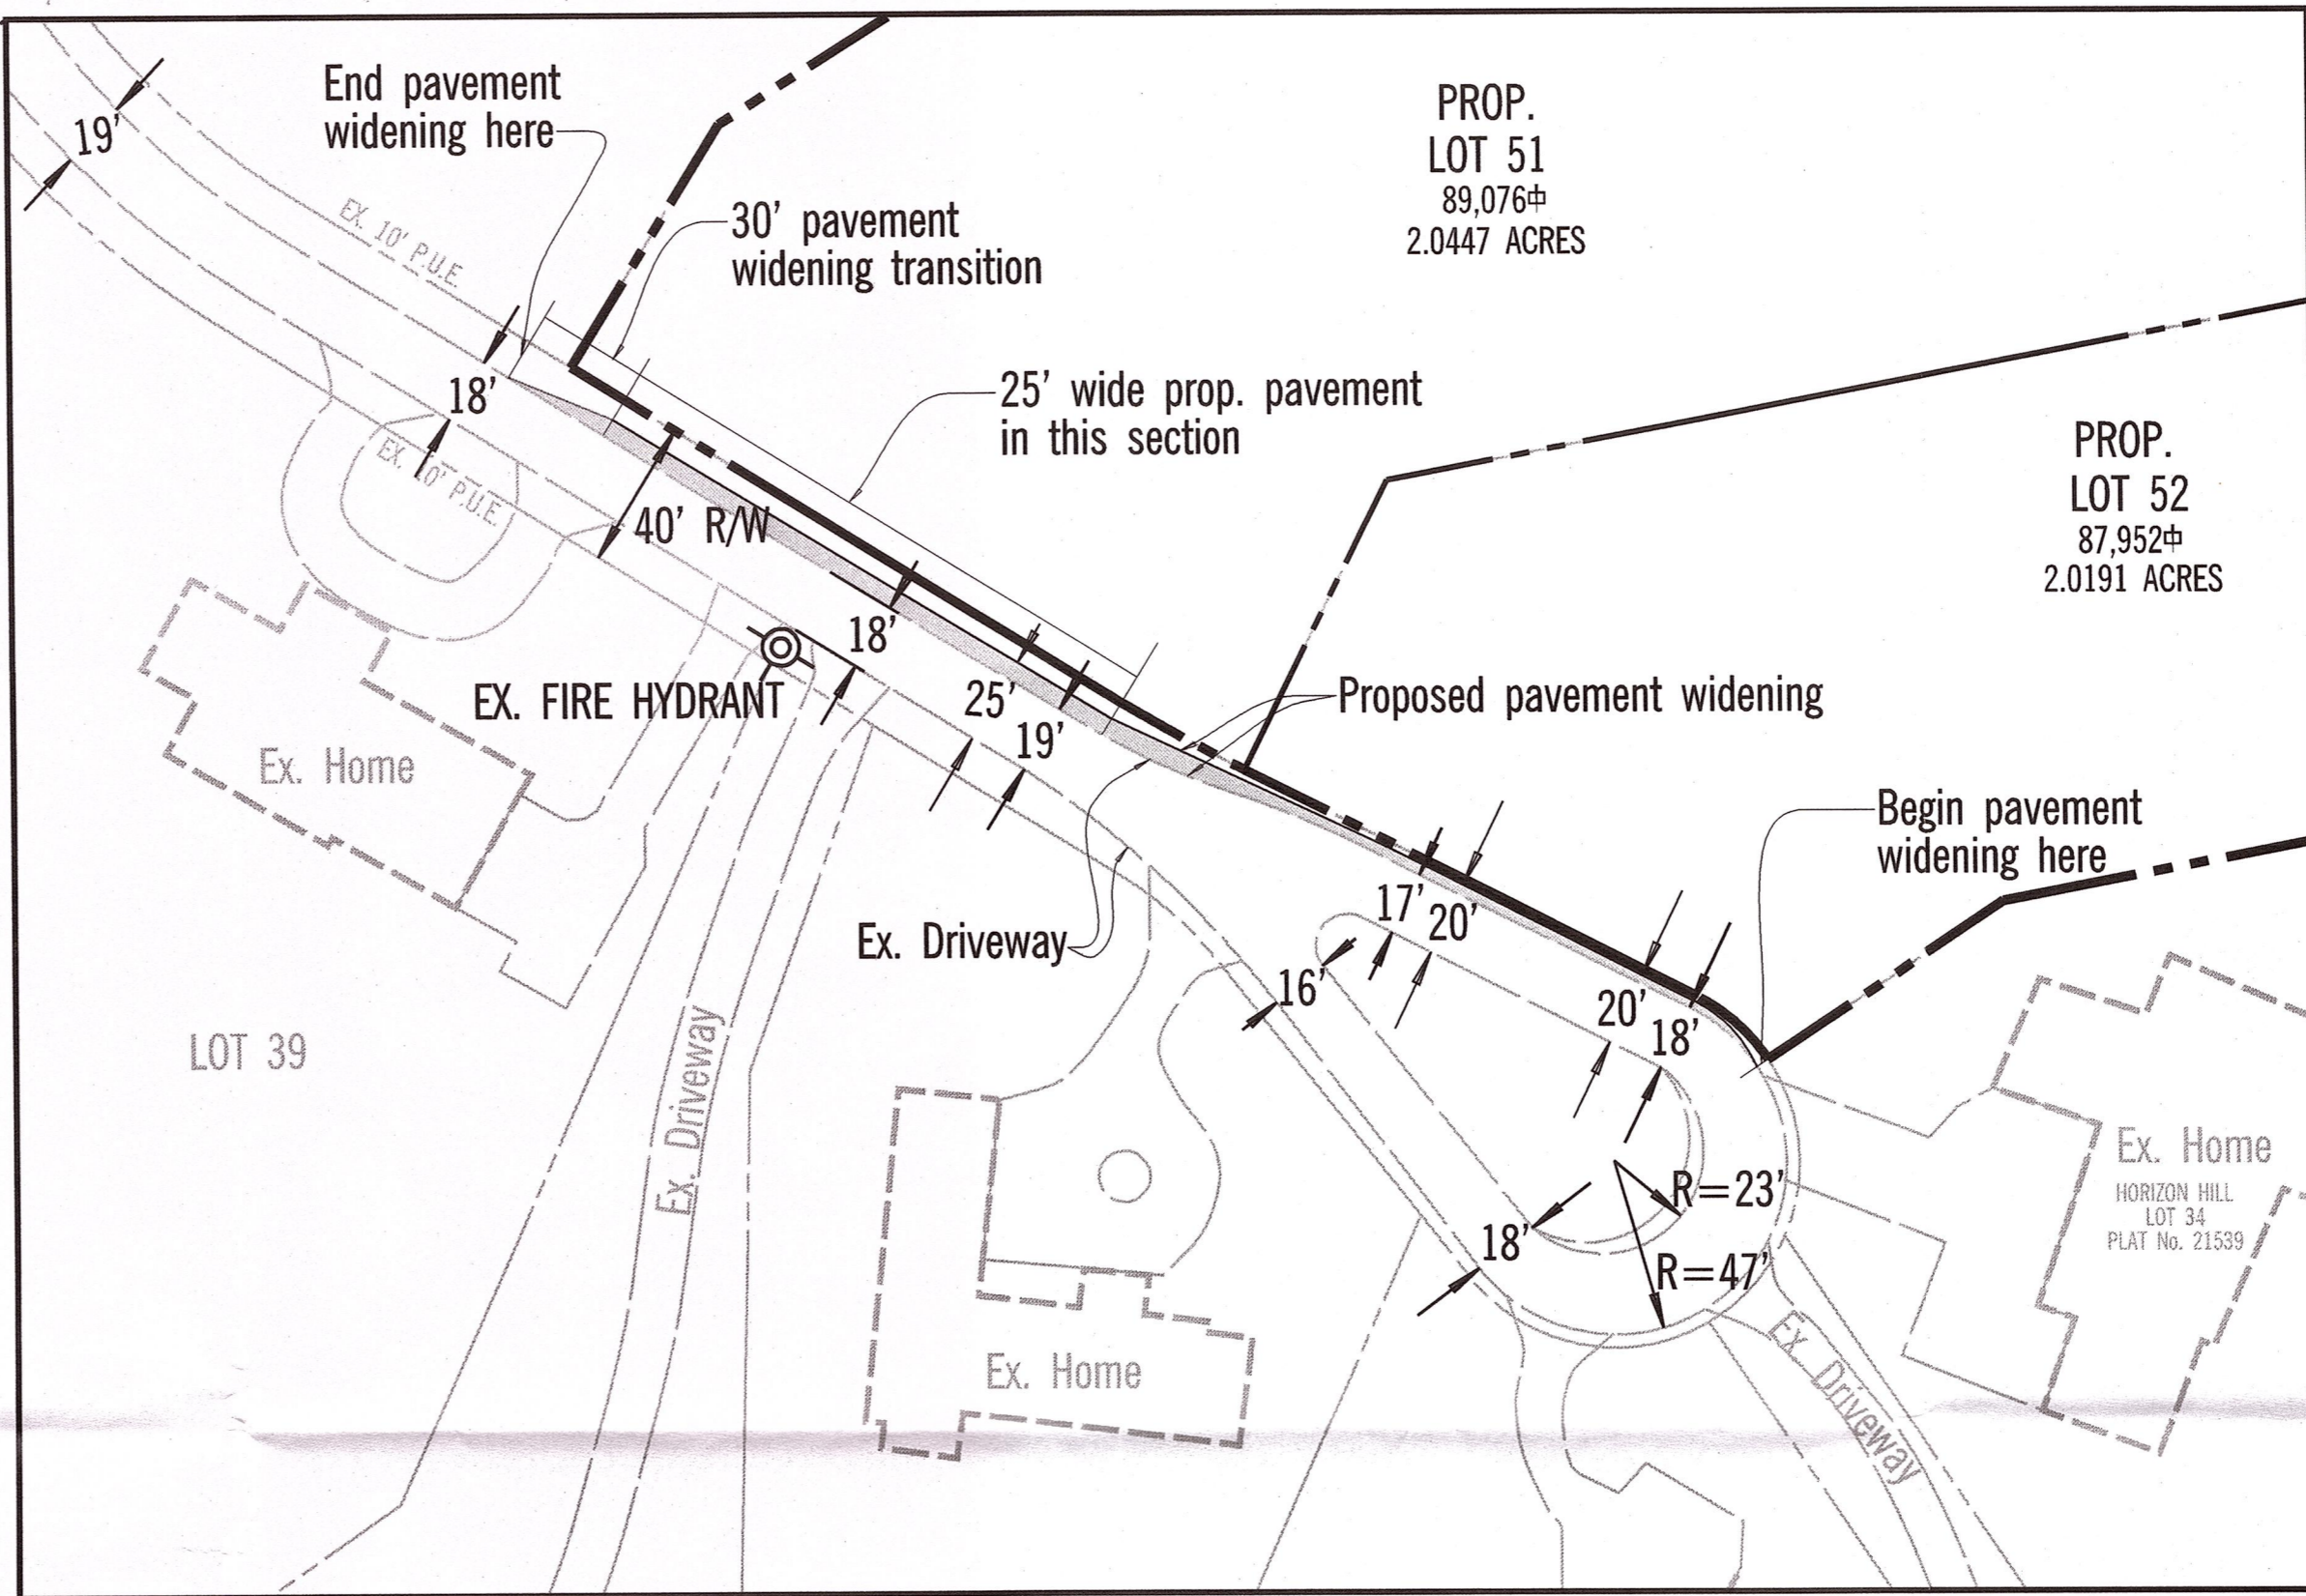 End pavement
widening here
19'
PROP.
LOT 51
89,076⏍
2.0447 ACRES
EX. 10' P.U.E.
30' pavement
widening transition
18'
25' wide prop. pavement
in this section
EX. 10' P.U.E.
PROP.
LOT 52
87,952⏍
2.0191 ACRES
40' R/W
18'
EX. FIRE HYDRANT
25'
19'
Proposed pavement widening
Ex. Home
Begin pavement
widening here
17'
20'
Ex. Driveway
16'
20'
18'
LOT 39
Ex. Driveway
Ex. Home
HORIZON HILL
LOT 34
PLAT No. 21539
R=23'
18'
R=47'
Ex. Home
Ex. Driveway